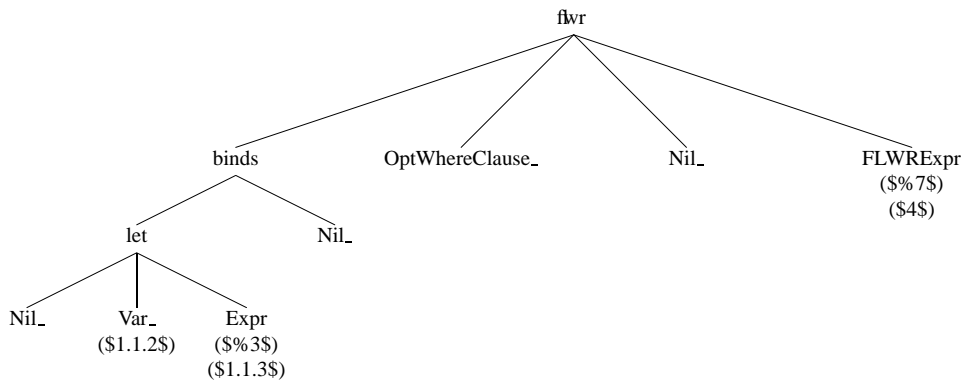 flwr
binds OptWhereClause_ Nil_ FLWRExpr
($%7$)
($4$)
let Nil_
Nil_ Var_ Expr
($1.1.2$) ($%3$)
($1.1.3$)